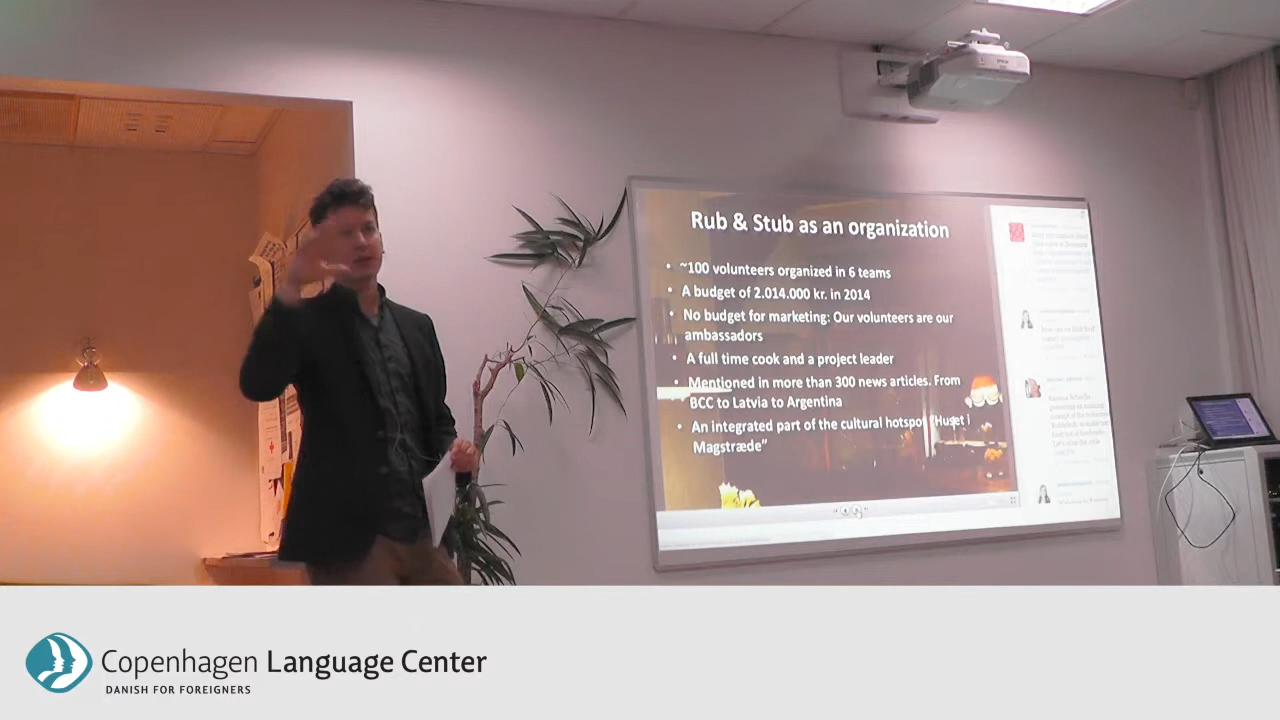 Rub & Stub as an organization
• ~100 volunteers organized in 6 teams
• A budget of 2.014.000 kr. in 2014
• No budget for marketing: Our volunteers are our
ambassadors
• A full time cook and a project leader
• Mentioned in more than 300 news articles. From
BCC to Latvia to Argentina
• An integrated part of the cultural hotspot "Huset i
Magstræde"
Copenhagen Language Center
DANISH FOR FOREIGNERS